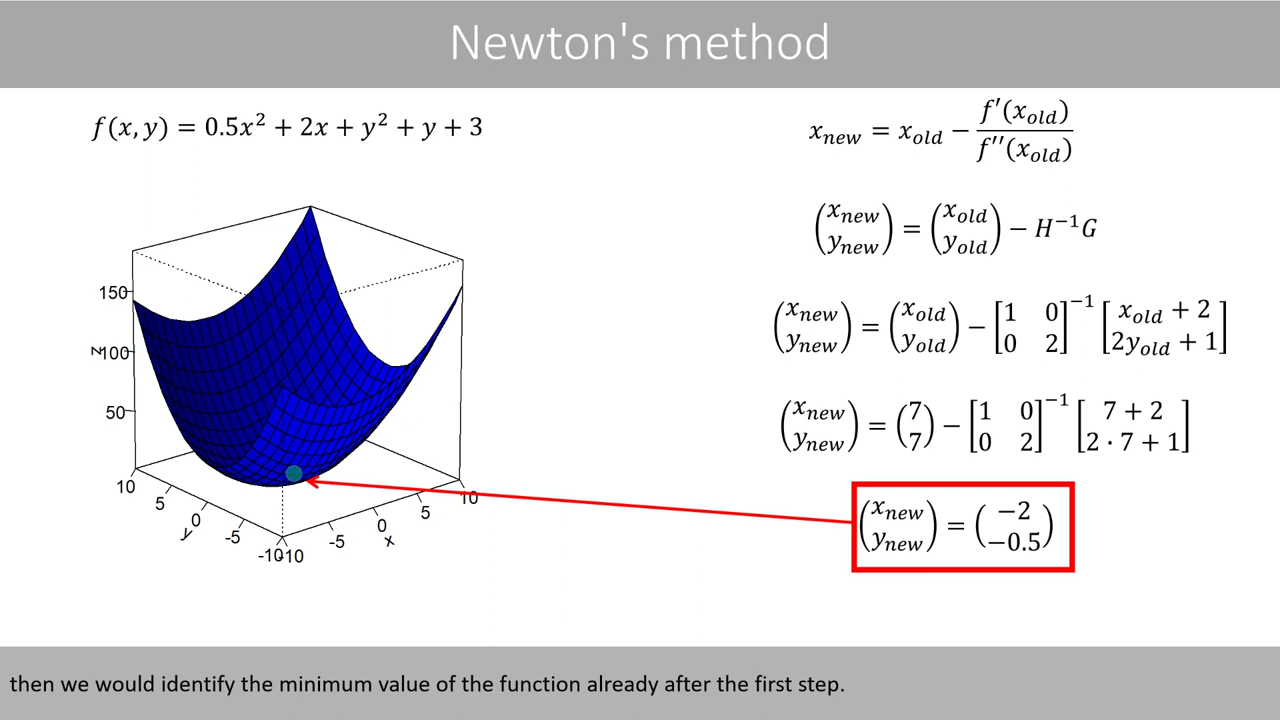 Newton's method
f(x, y) = 0.5x² + 2x + y² + y + 3
x_new = x_old − f′(x_old) / f′′(x_old)
(x_new y_new) = (x_old y_old) − H⁻¹G
(x_new y_new) = (x_old y_old) − [1 0 0 2]⁻¹ [x_old + 2 2y_old + 1]
(x_new y_new) = (7 7) − [1 0 0 2]⁻¹ [7 + 2 2 · 7 + 1]
(x_new y_new) = (−2 −0.5)
150
100
50
z
10
5
0
-5
-10
y
-10
-5
0
5
10
x
then we would identify the minimum value of the function already after the first step.